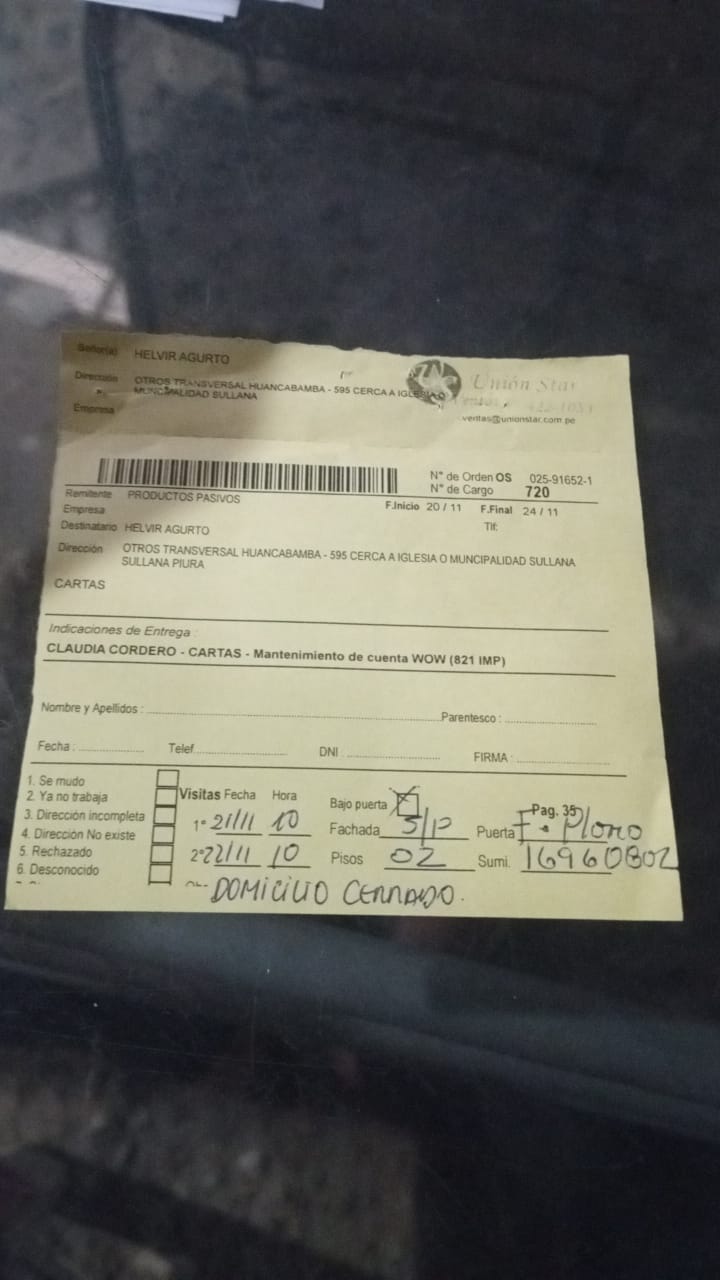 Señor(a) HELVIR AGURTO
Dirección OTROS TRANSVERSAL HUANCABAMBA - 595 CERCA A IGLESIA O
MUNCIPALIDAD SULLANA
Empresa
Unión Star
ventas@unionstar.com.pe
N° de Orden OS 025-91652-1
N° de Cargo 720
Remitente PRODUCTOS PASIVOS
F.Inicio 20 / 11 F.Final 24 / 11
Empresa
Tlf:
Destinatario HELVIR AGURTO
Dirección OTROS TRANSVERSAL HUANCABAMBA - 595 CERCA A IGLESIA O MUNCIPALIDAD SULLANA
SULLANA PIURA
CARTAS
Indicaciones de Entrega :
CLAUDIA CORDERO - CARTAS - Mantenimiento de cuenta WOW (821 IMP)
Nombre y Apellidos : Parentesco :
Fecha : Telef. DNI : FIRMA :
1. Se mudo
2. Ya no trabaja
3. Dirección incompleta
4. Dirección No existe
5. Rechazado
6. Desconocido
Visitas Fecha Hora
1° 21/11 10
2° 22/11 10
Bajo puerta X
Pag. 35
Fachada S/P Puerta F. Plomo
Pisos 02 Sumi. 16960802
DOMICILIO CERRADO.